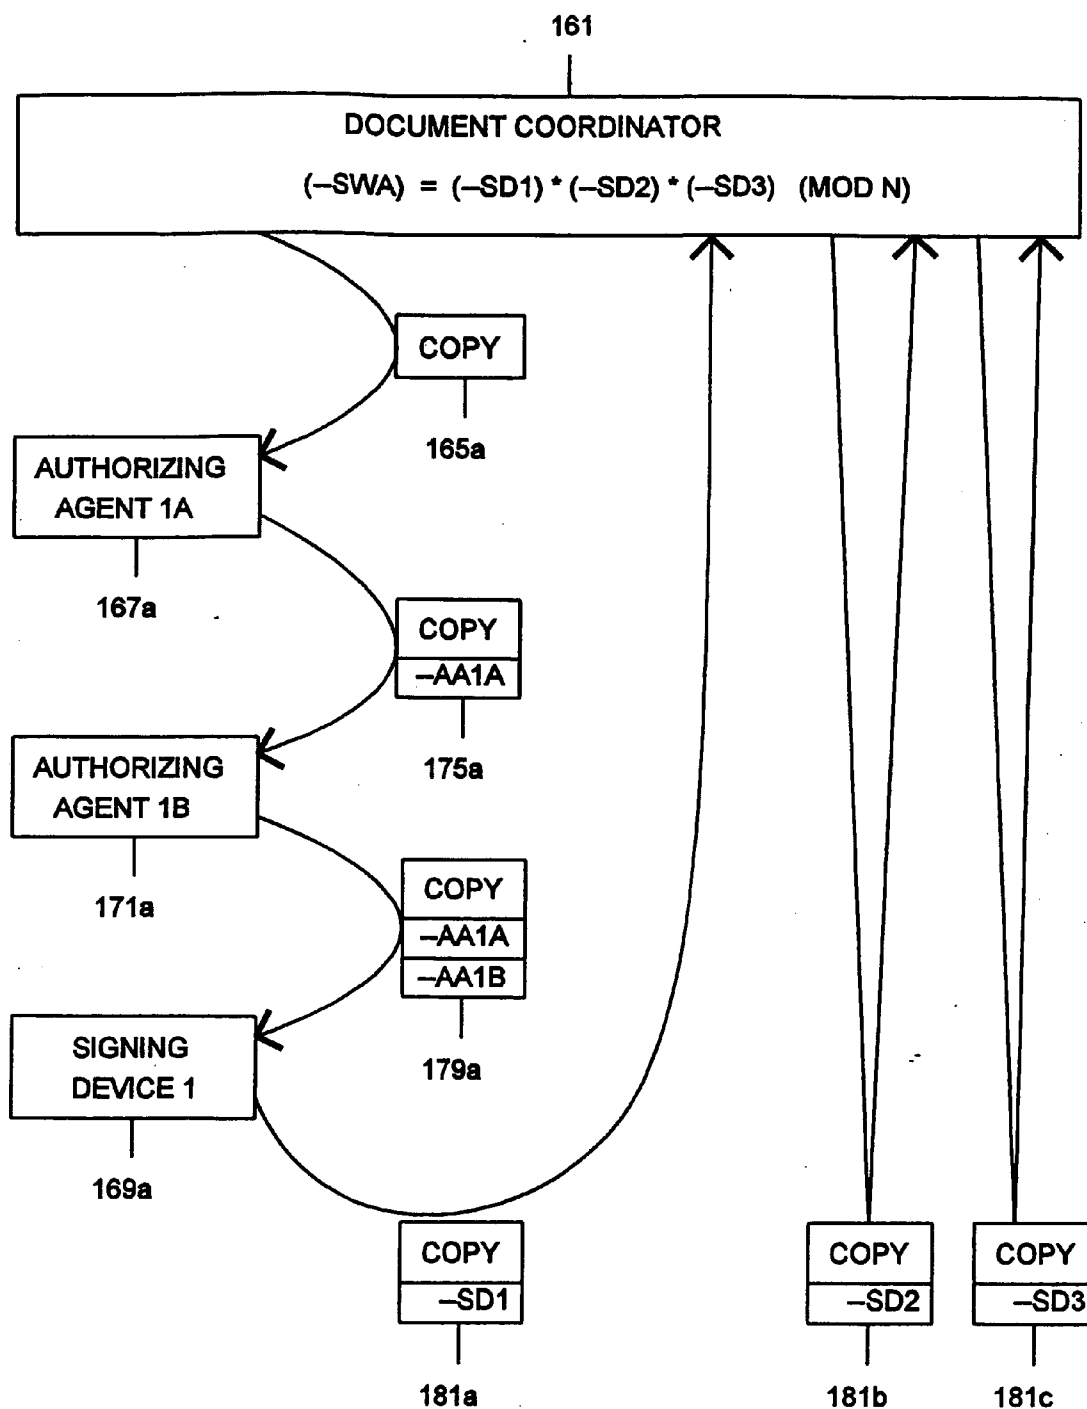 161
DOCUMENT COORDINATOR
(–SWA) = (–SD1) * (–SD2) * (–SD3) (MOD N)
COPY
165a
AUTHORIZING
AGENT 1A
167a
COPY
–AA1A
175a
AUTHORIZING
AGENT 1B
171a
COPY
–AA1A
–AA1B
179a
SIGNING
DEVICE 1
169a
COPY
–SD1
181a
COPY
–SD2
181b
COPY
–SD3
181c